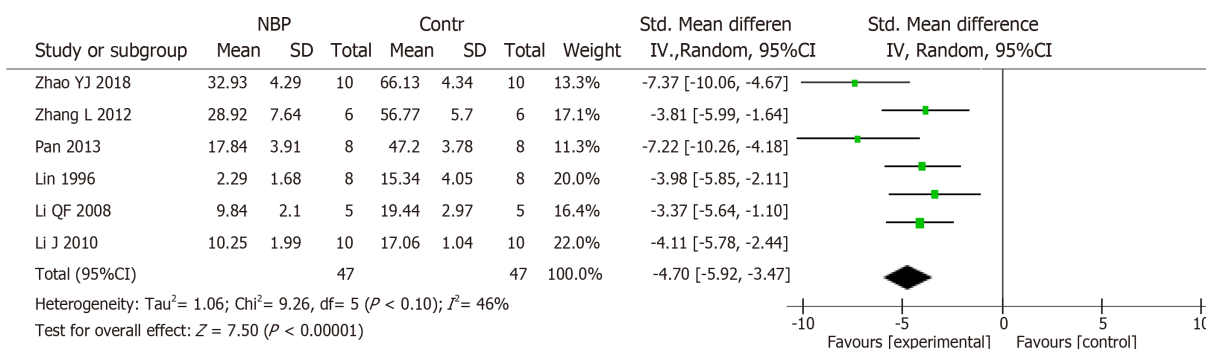 NBP Contr Std. Mean differen Std. Mean difference
Study or subgroup Mean SD Total Mean SD Total Weight IV.,Random, 95%CI IV, Random, 95%CI
Zhao YJ 2018 32.93 4.29 10 66.13 4.34 10 13.3% -7.37 [-10.06, -4.67]
Zhang L 2012 28.92 7.64 6 56.77 5.7 6 17.1% -3.81 [-5.99, -1.64]
Pan 2013 17.84 3.91 8 47.2 3.78 8 11.3% -7.22 [-10.26, -4.18]
Lin 1996 2.29 1.68 8 15.34 4.05 8 20.0% -3.98 [-5.85, -2.11]
Li QF 2008 9.84 2.1 5 19.44 2.97 5 16.4% -3.37 [-5.64, -1.10]
Li J 2010 10.25 1.99 10 17.06 1.04 10 22.0% -4.11 [-5.78, -2.44]
Total (95%CI) 47 47 100.0% -4.70 [-5.92, -3.47]
Heterogeneity: Tau²= 1.06; Chi²= 9.26, df= 5 (P < 0.10); I²= 46%
Test for overall effect: Z = 7.50 (P < 0.00001)
-10 -5 0 5 10
Favours [experimental] Favours [control]